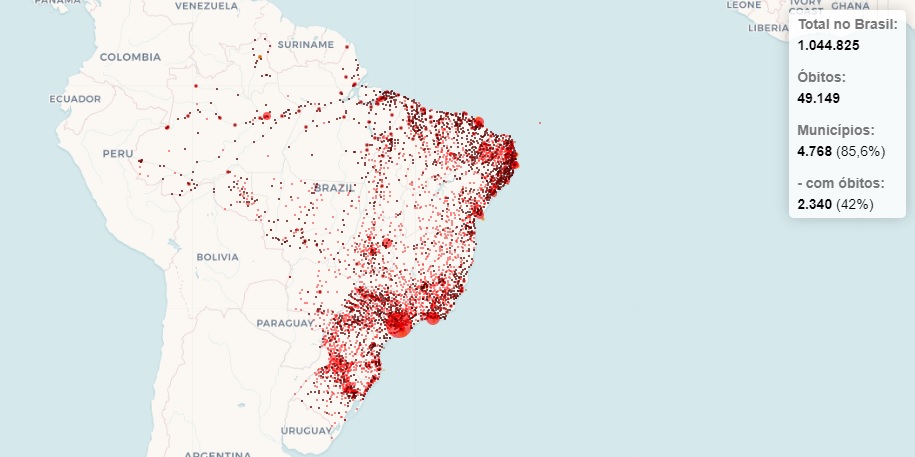 PANAMA
VENEZUELA
SURINAME
COLOMBIA
ECUADOR
PERU
BRAZIL
BOLIVIA
PARAGUAY
URUGUAY
ARGENTINA
LEONE
IVORY
COAST
GHANA
LIBERIA
Total no Brasil:
1.044.825
Óbitos:
49.149
Municípios:
4.768 (85,6%)
- com óbitos:
2.340 (42%)